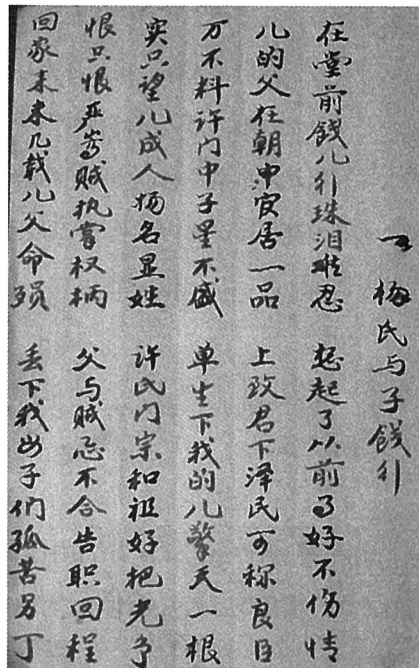 一 梅氏与子餞行
在堂前餞儿行珠泪难忍 想起了以前事好不伤情
儿的父在朝中官居一品 上致君下泽民可称良臣
万不料许门中子星不盛 单生下我的儿擎天一根
实只望儿成人扬名显姓 许氏门宗和祖好把光争
恨只恨严嵩贼执掌权柄 父与贼忌不合告职回程
回家来未几载儿父命殒 丢下我母子们孤苦另丁